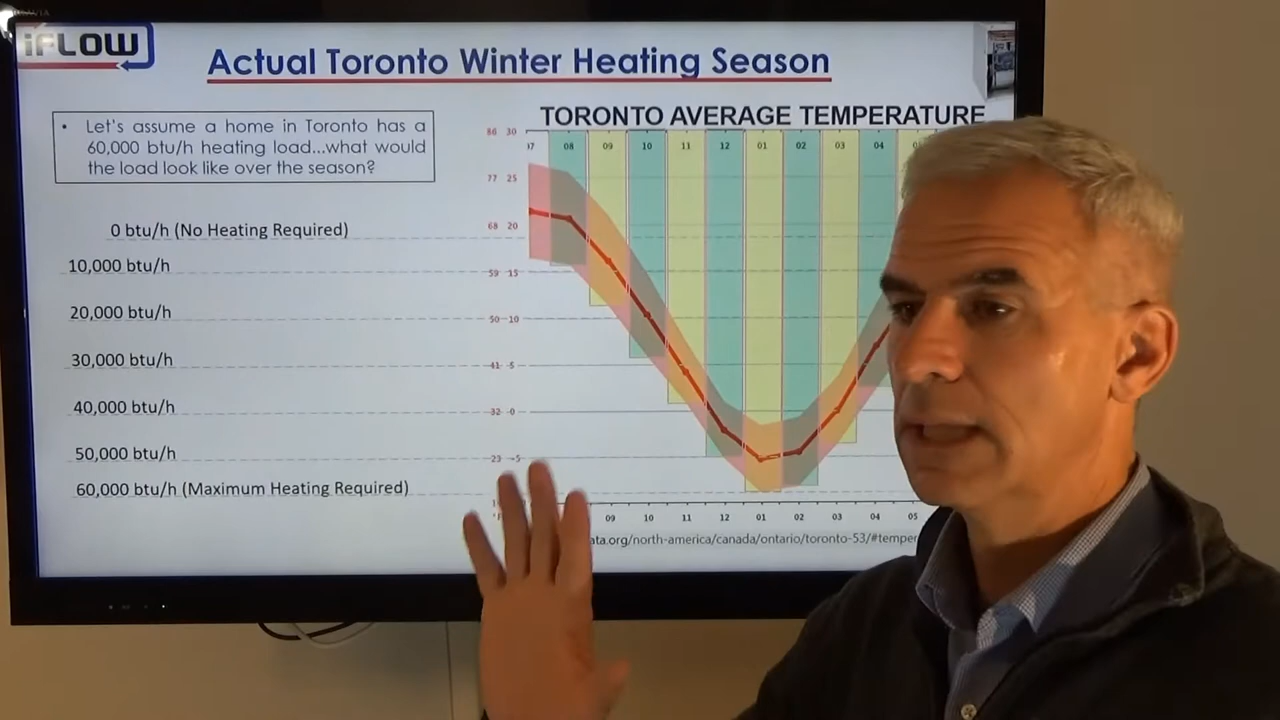 iFLOW
Actual Toronto Winter Heating Season
• Let's assume a home in Toronto has a
60,000 btu/h heating load...what would
the load look like over the season?
TORONTO AVERAGE TEMPERATURE
86 30
07 08 09 10 11 12 01 02 03 04
77 25
0 btu/h (No Heating Required)
68 20
10,000 btu/h
59 15
20,000 btu/h
50 10
30,000 btu/h
41 5
40,000 btu/h
32 0
50,000 btu/h
23 -5
60,000 btu/h (Maximum Heating Required)
09 10 11 12 01 02 03 04 05
ata.org/north-america/canada/ontario/toronto-53/#temper